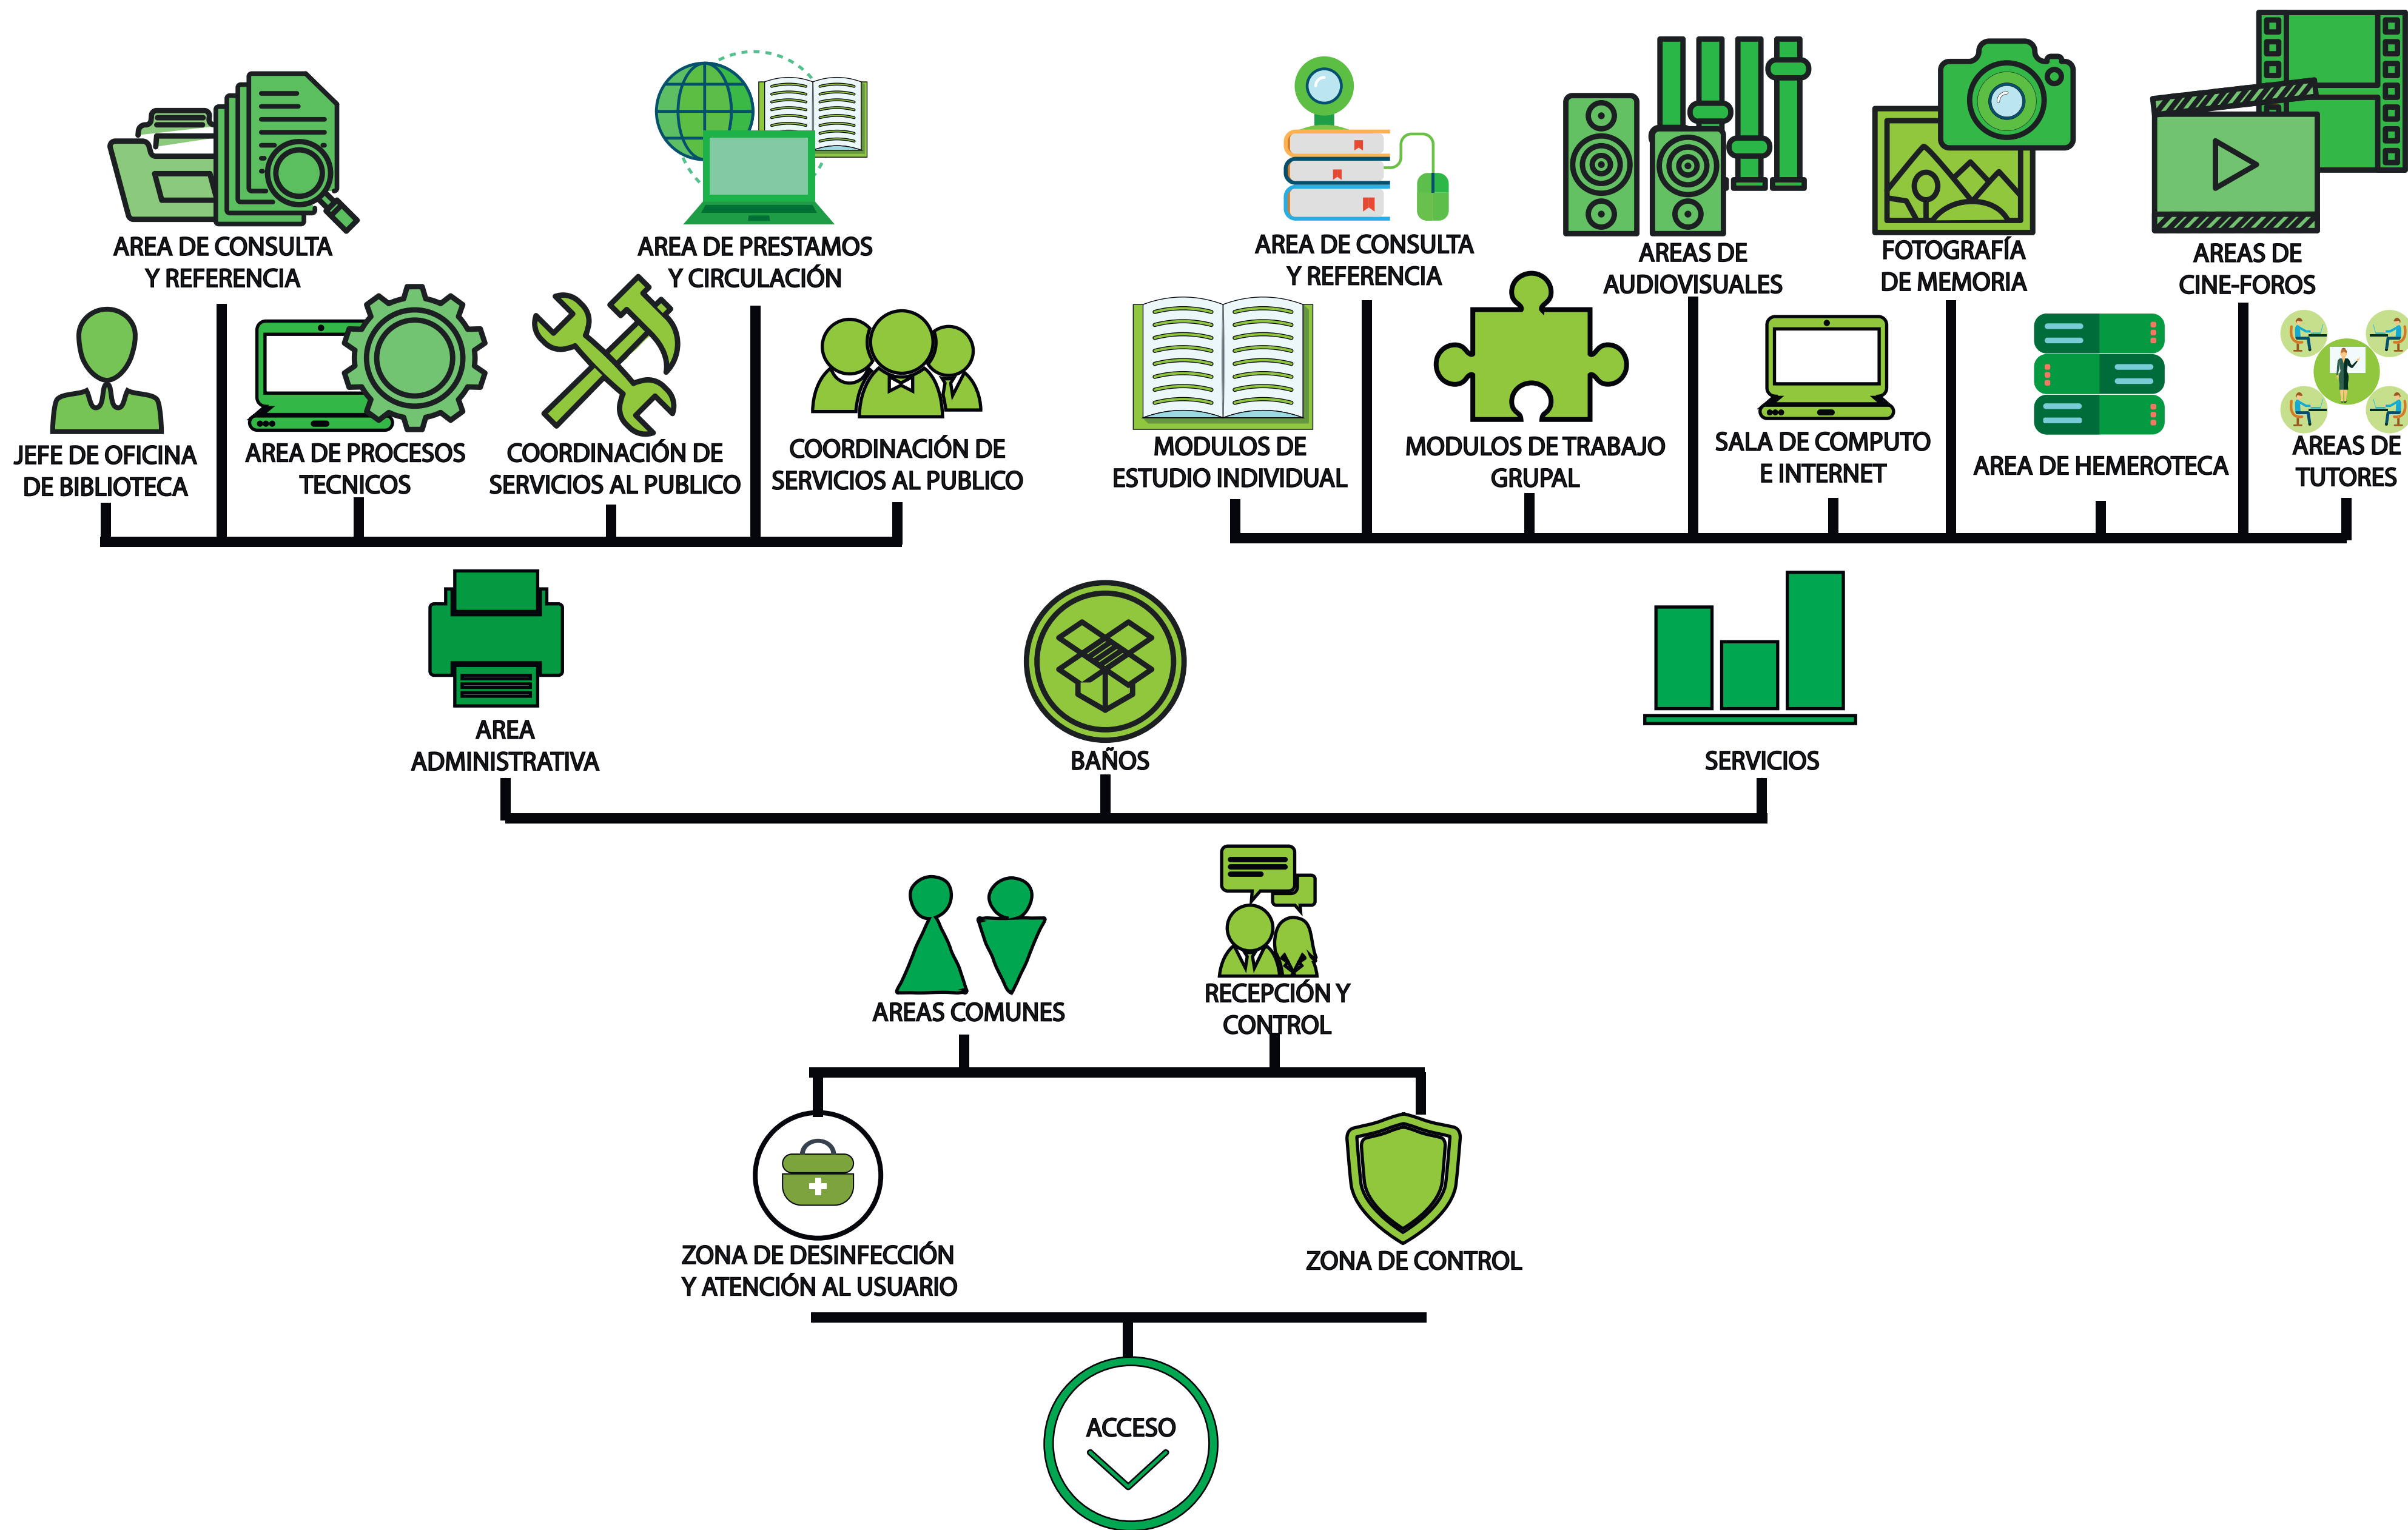 AREA DE CONSULTA
Y REFERENCIA
AREA DE PRESTAMOS
Y CIRCULACIÓN
AREA DE CONSULTA
Y REFERENCIA
AREAS DE
AUDIOVISUALES
FOTOGRAFÍA
DE MEMORIA
AREAS DE
CINE-FOROS
JEFE DE OFICINA
DE BIBLIOTECA
AREA DE PROCESOS
TECNICOS
COORDINACIÓN DE
SERVICIOS AL PUBLICO
COORDINACIÓN DE
SERVICIOS AL PUBLICO
MODULOS DE
ESTUDIO INDIVIDUAL
MODULOS DE TRABAJO
GRUPAL
SALA DE COMPUTO
E INTERNET
AREA DE HEMEROTECA
AREAS DE
TUTORES
AREA
ADMINISTRATIVA
BAÑOS
SERVICIOS
AREAS COMUNES
RECEPCIÓN Y
CONTROL
ZONA DE DESINFECCIÓN
Y ATENCIÓN AL USUARIO
ZONA DE CONTROL
ACCESO